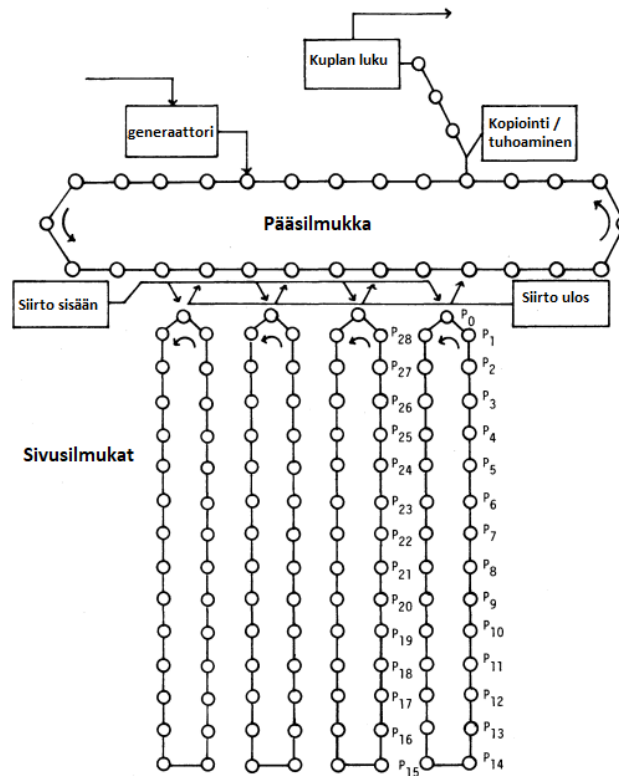 Kuplan luku
generaattori
Kopiointi /
tuhoaminen
Pääsilmukka
Siirto sisään
Siirto ulos
P0
P28
P1
P27
P2
P26
P3
P25
P4
Sivusilmukat
P24
P5
P23
P6
P22
P7
P21
P8
P20
P9
P19
P10
P18
P11
P17
P12
P16
P13
P15
P14